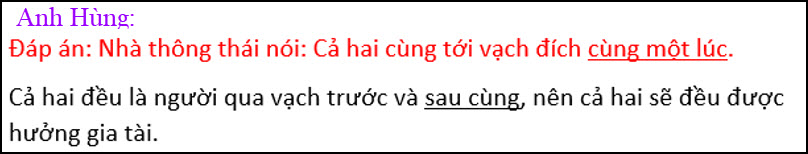 Anh Hùng:
Đáp án: Nhà thông thái nói: Cả hai cùng tới vạch đích cùng một lúc.
Cả hai đều là người qua vạch trước và sau cùng, nên cả hai sẽ đều được
hưởng gia tài.